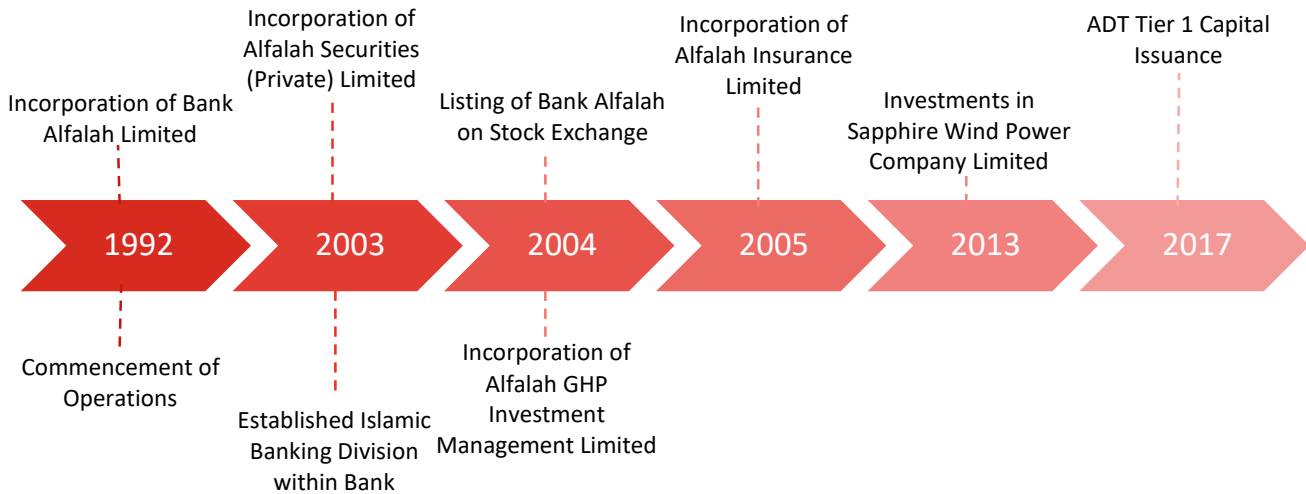 Incorporation of Bank
Alfalah Limited
1992
Commencement of
Operations
Incorporation of
Alfalah Securities
(Private) Limited
2003
Established Islamic
Banking Division
within Bank
Listing of Bank Alfalah
on Stock Exchange
2004
Incorporation of
Alfalah GHP
Investment
Management Limited
Incorporation of
Alfalah Insurance
Limited
2005
Investments in
Sapphire Wind Power
Company Limited
2013
ADT Tier 1 Capital
Issuance
2017